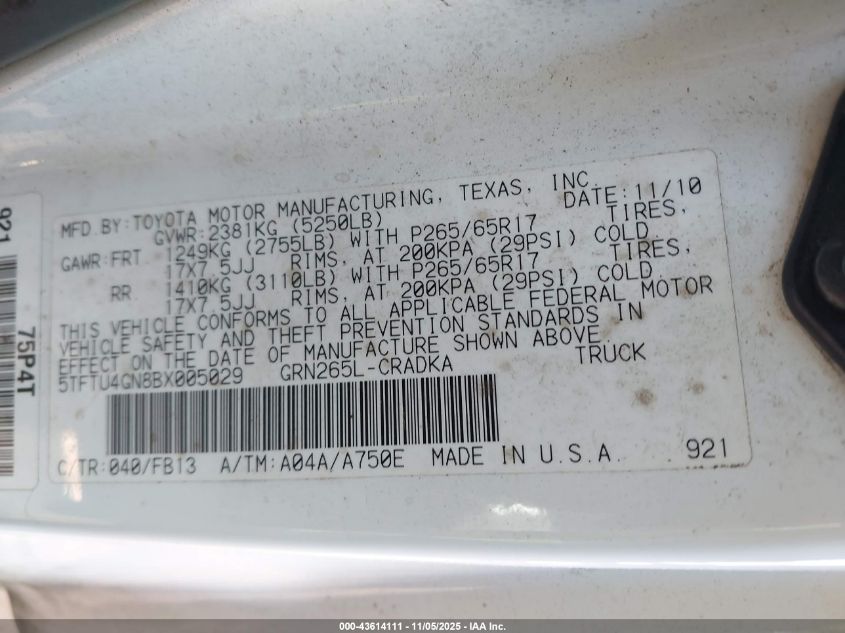 MFD.BY:TOYOTA MOTOR MANUFACTURING, TEXAS, INC.
GVWR:2381KG (5250LB) DATE:11/10
GAWR:FRT 1249KG (2755LB) WITH P265/65R17 TIRES,
17X7.5JJ RIMS, AT 200KPA (29PSI) COLD.
RR 1410KG (3110LB) WITH P265/65R17 TIRES,
17X7.5JJ RIMS, AT 200KPA (29PSI) COLD.
THIS VEHICLE CONFORMS TO ALL APPLICABLE FEDERAL MOTOR
VEHICLE SAFETY AND THEFT PREVENTION STANDARDS IN
EFFECT ON THE DATE OF MANUFACTURE SHOWN ABOVE.
5TFTU4GN8BX005029 GRN265L-CRADKA TRUCK
C/TR:040/FB13 A/TM:A04A/A750E MADE IN U.S.A. 921
921
75P4T
000-43614111 - 11/05/2025 - IAA Inc.